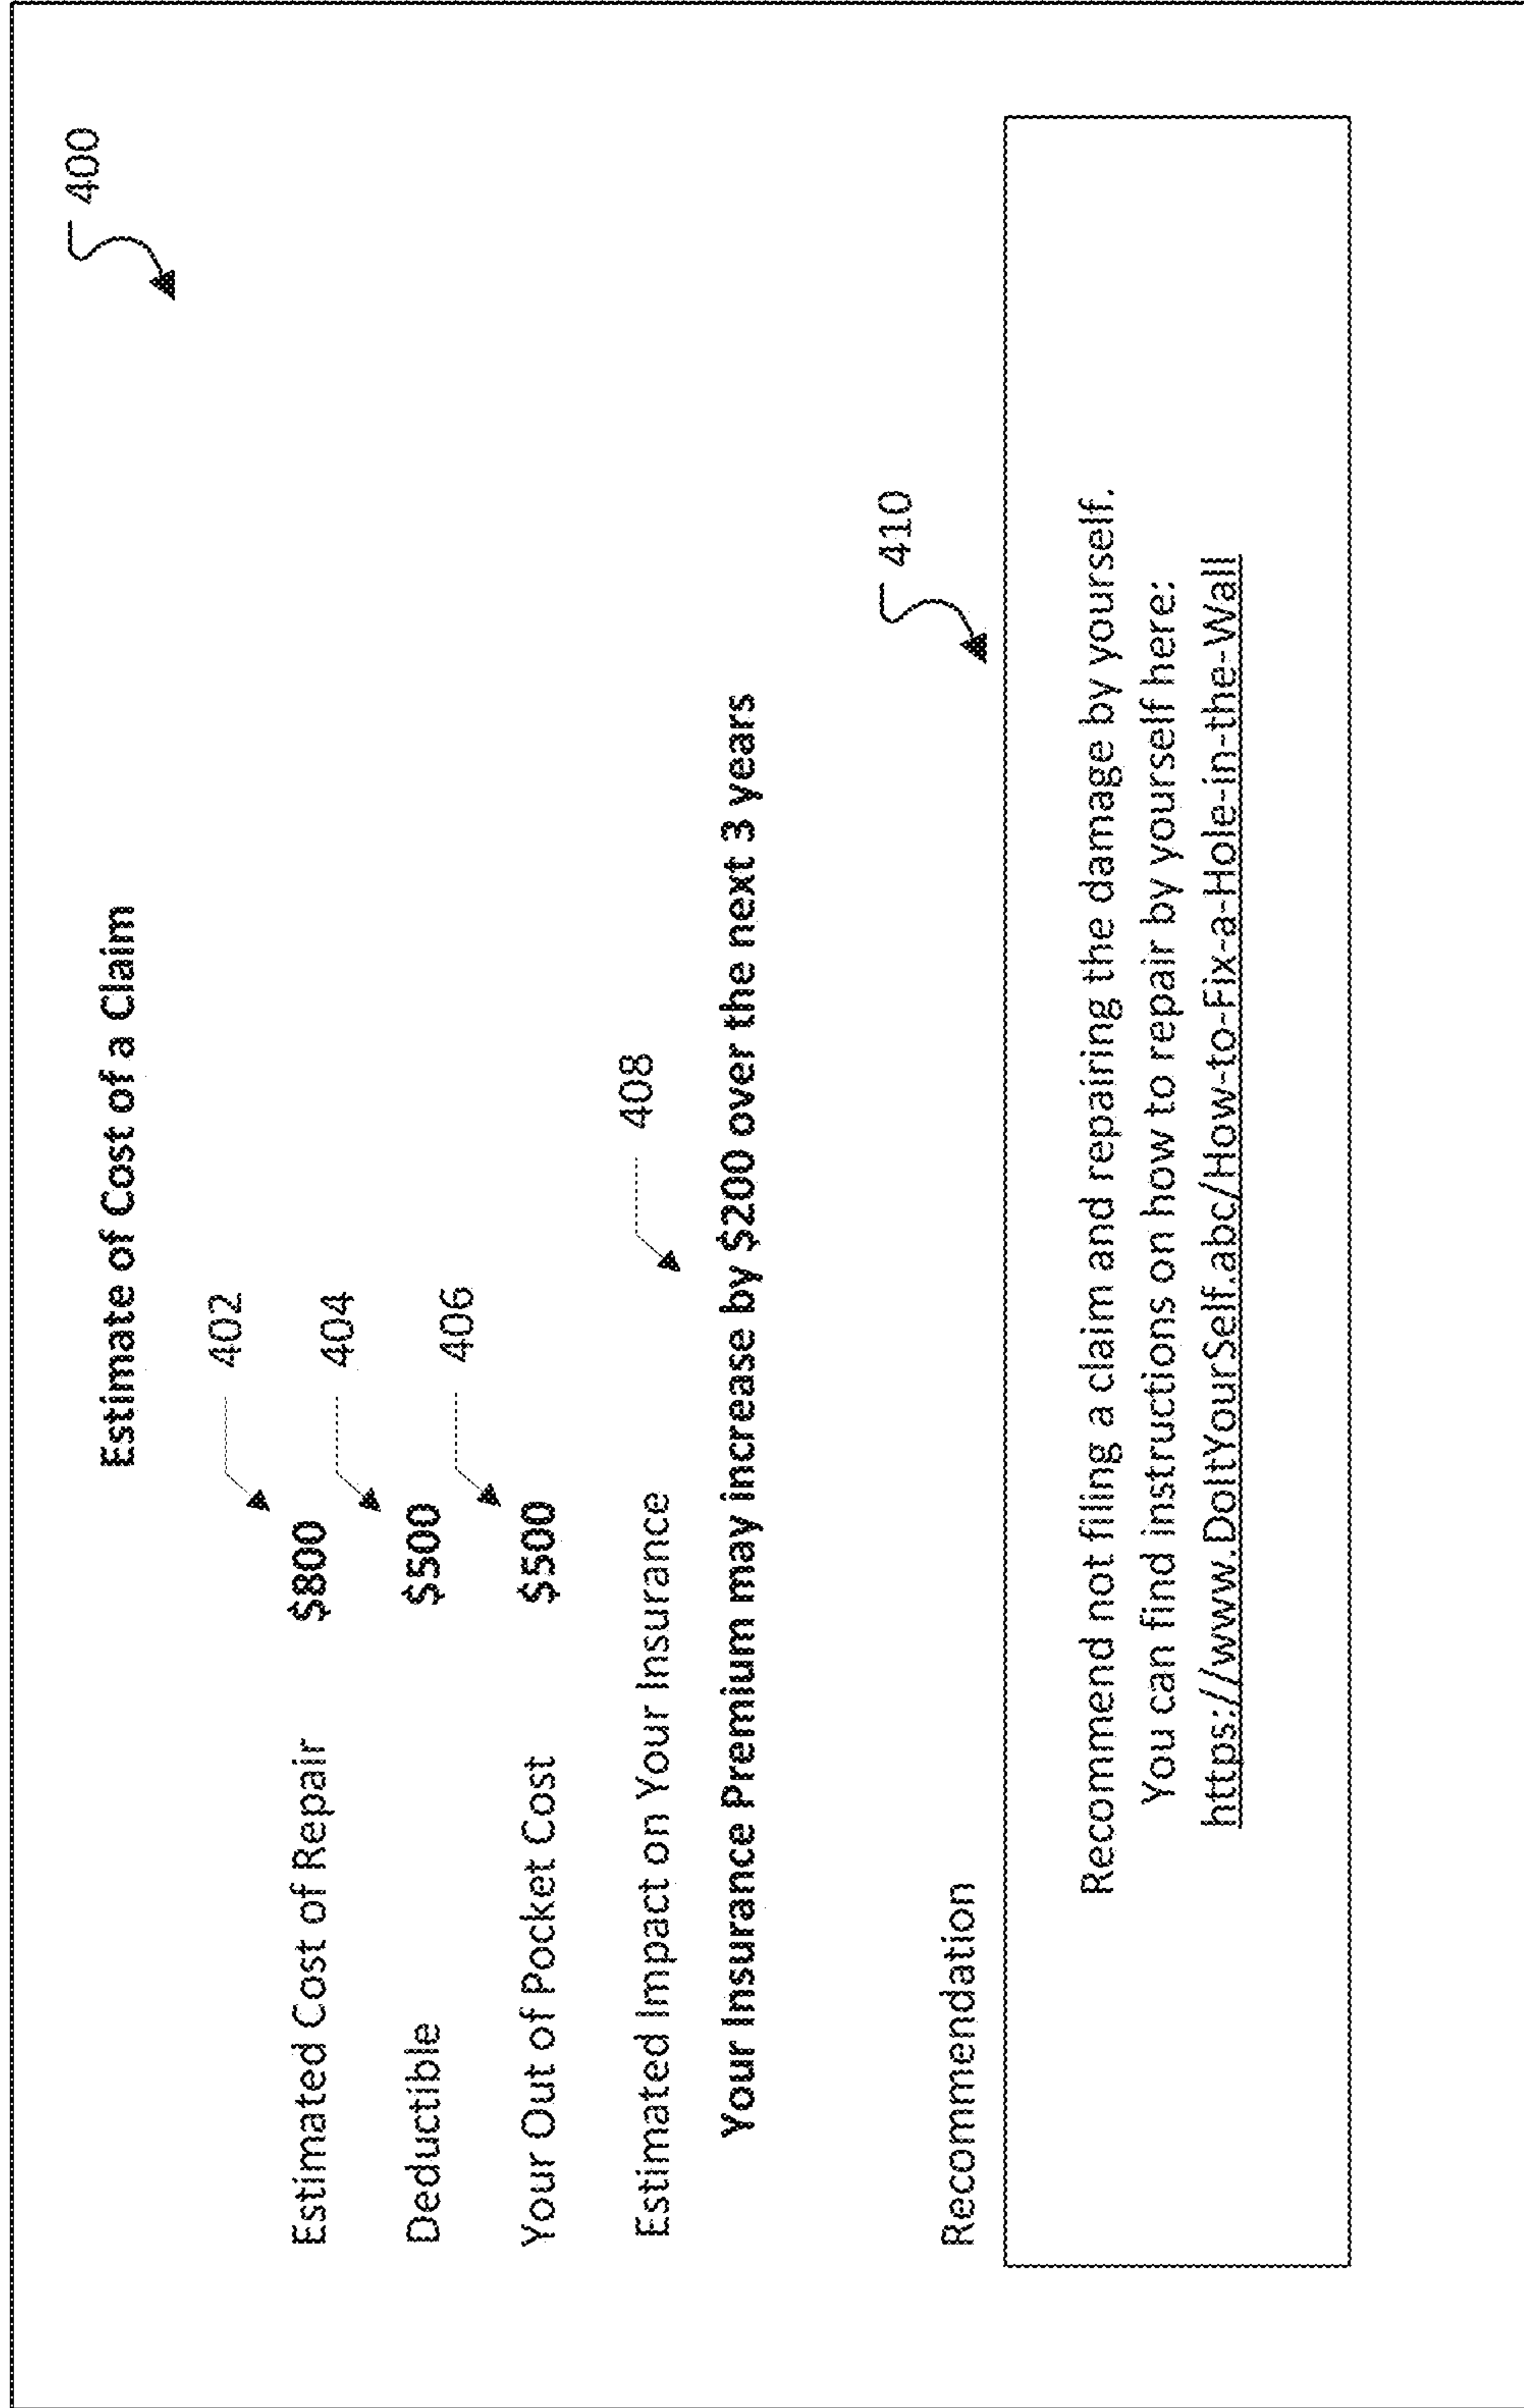 400
Estimate of Cost of a Claim
402
Estimated Cost of Repair $800
404
Deductible $500
406
Your Out of Pocket Cost $500
408
Estimated Impact on Your Insurance
Your Insurance Premium may increase by $200 over the next 3 years
410
Recommendation
Recommend not filing a claim and repairing the damage by yourself.
You can find instructions on how to repair by yourself here:
https://www.DoItYourSelf.abc/How-to-Fix-a-Hole-in-the-Wall